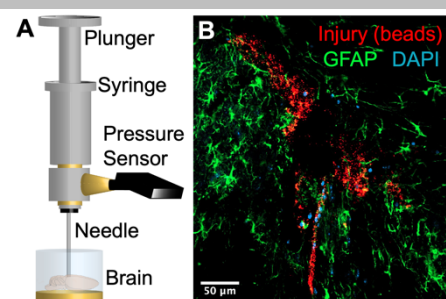 A
Plunger
Syringe
Pressure
Sensor
Needle
Brain
B
Injury (beads)
GFAP DAPI
50 µm